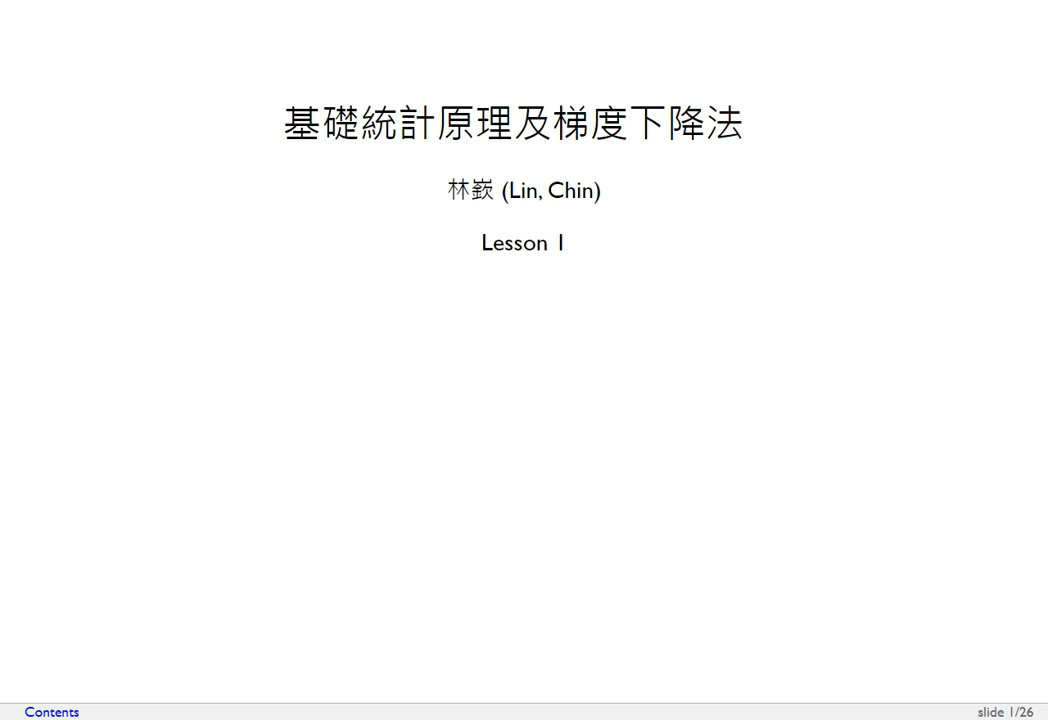 基礎統計原理及梯度下降法
林嶔 (Lin, Chin)
Lesson 1
Contents
slide 1/26